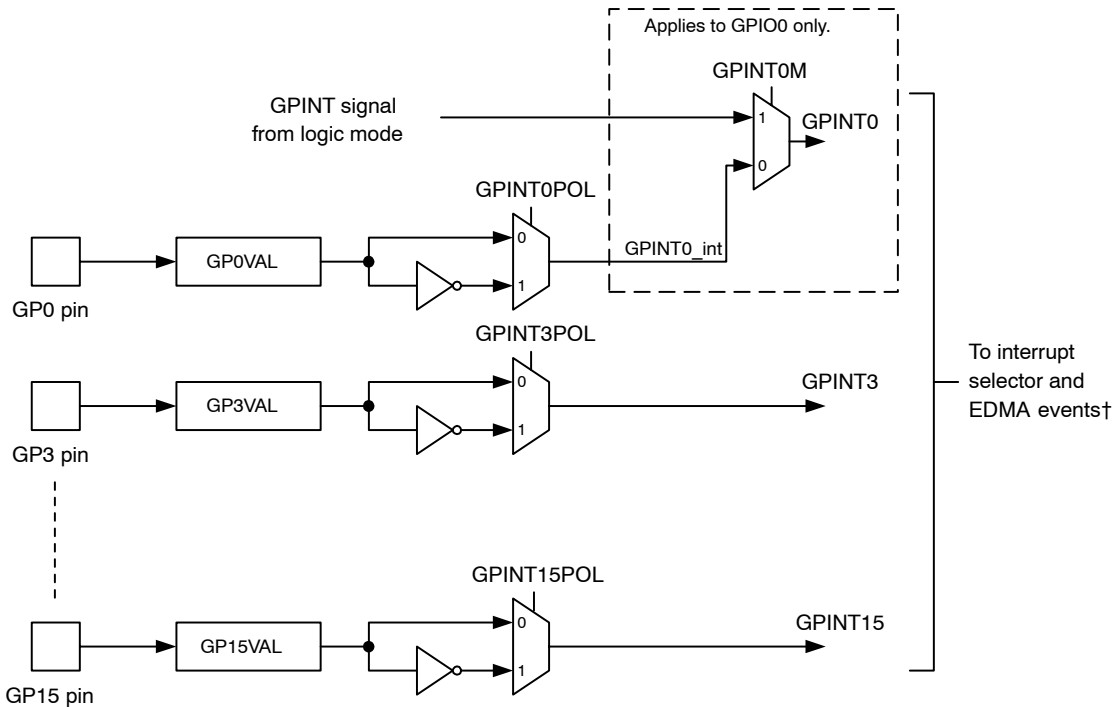 Applies to GPIO0 only.
GPINT0M
GPINT signal
from logic mode
1
GPINT0
0
GPINT0POL
0
GP0VAL
GPINT0_int
1
GP0 pin
GPINT3POL
0
GP3VAL
GPINT3
1
GP3 pin
To interrupt
selector and
EDMA events†
GPINT15POL
0
GP15VAL
GPINT15
1
GP15 pin